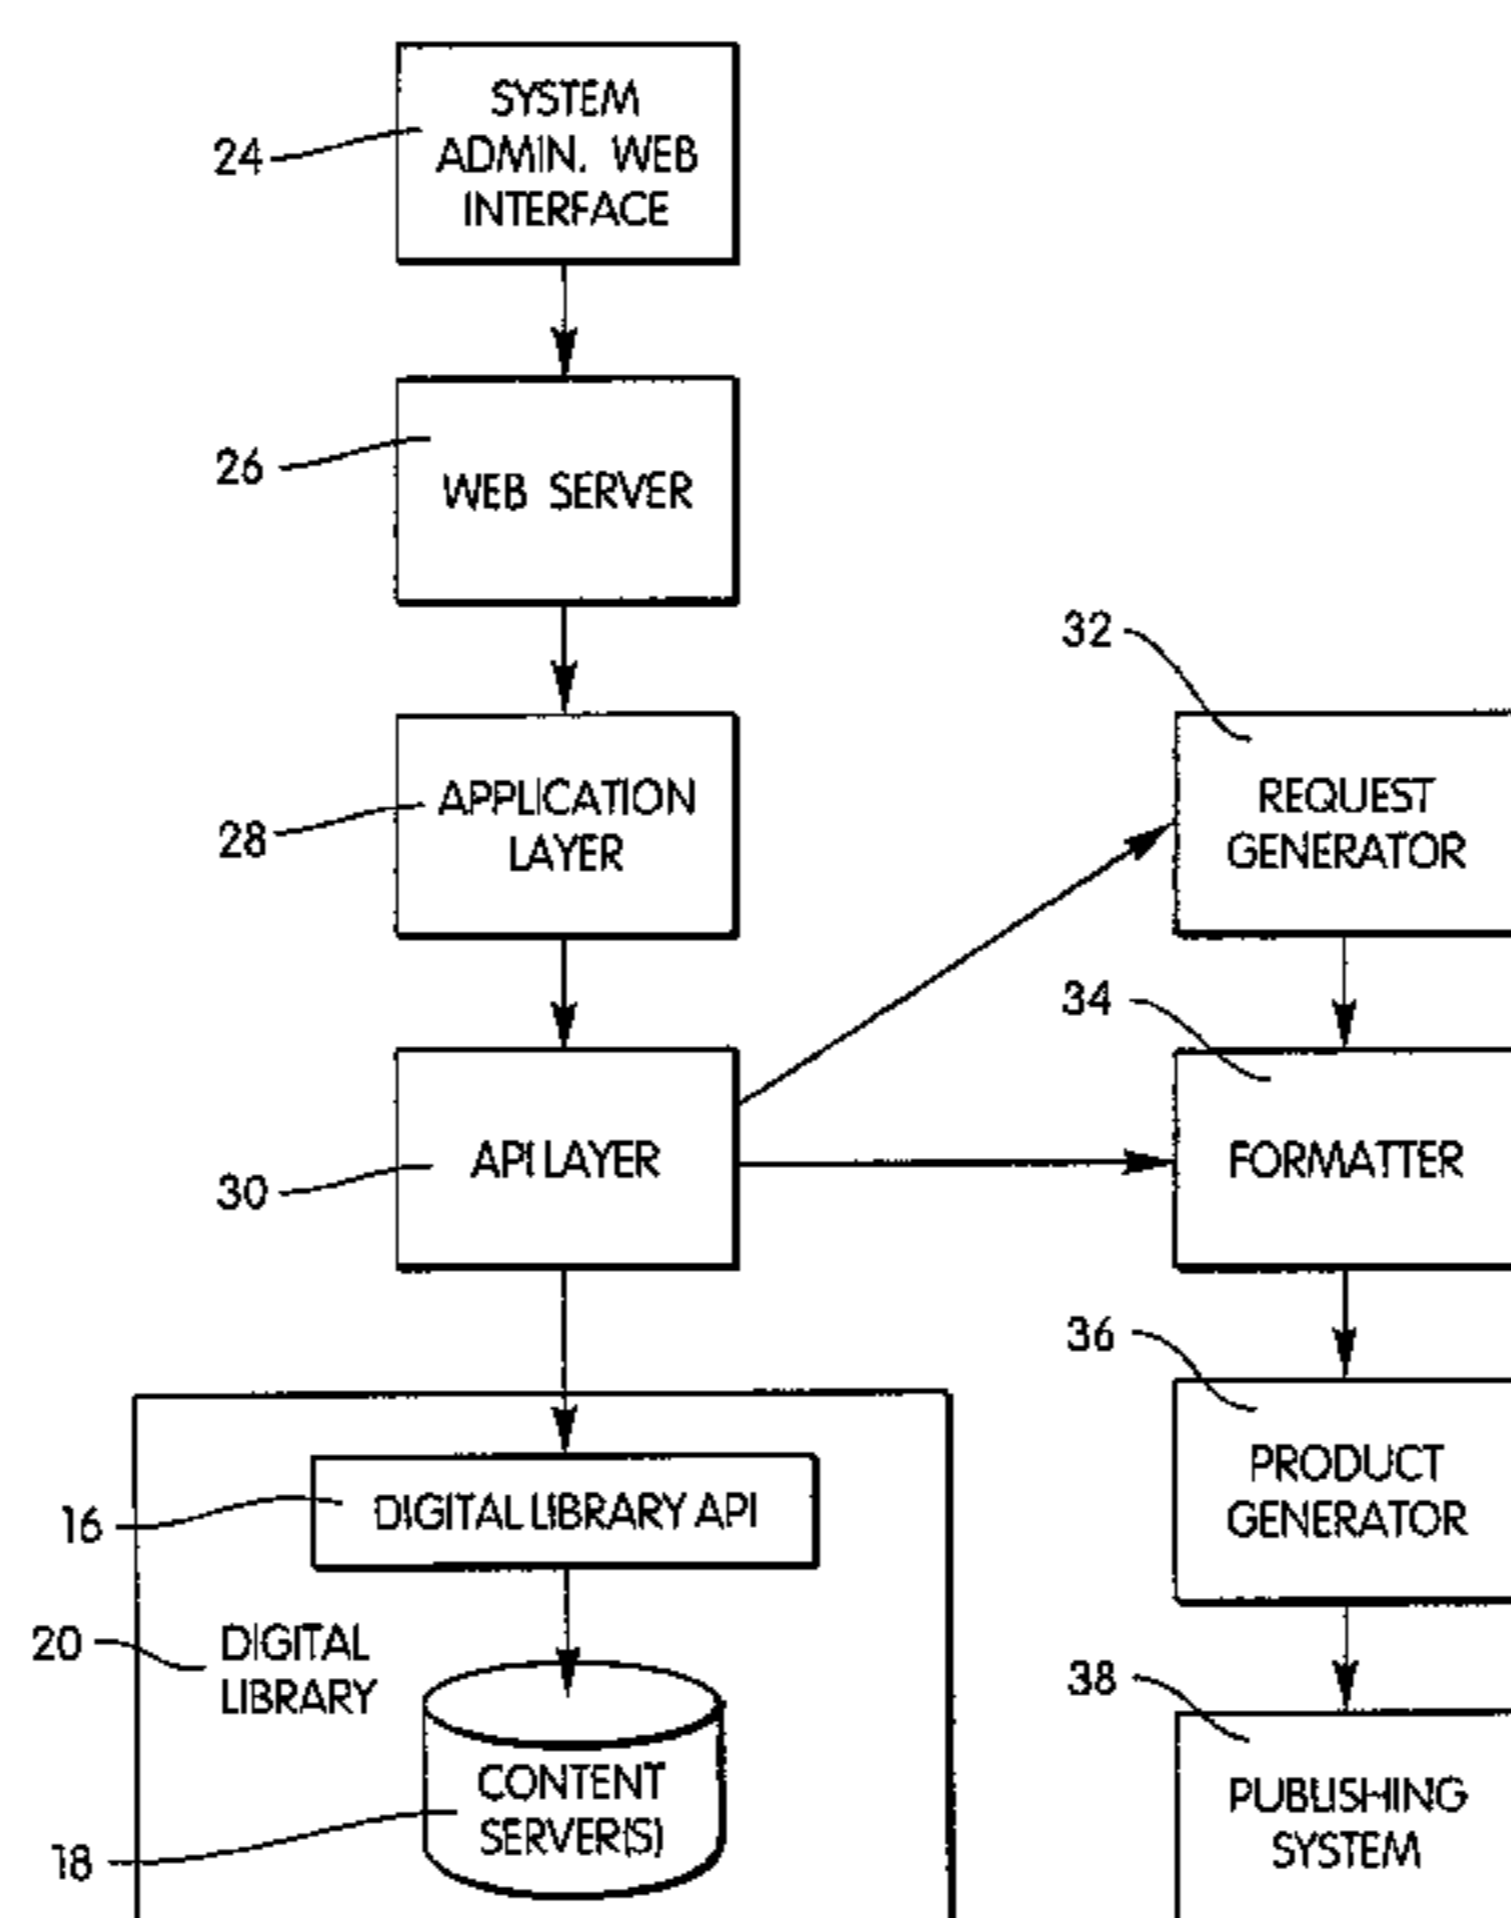 24
SYSTEM
ADMIN. WEB
INTERFACE
26
WEB SERVER
28
APPLICATION
LAYER
32
REQUEST
GENERATOR
30
API LAYER
34
FORMATTER
36
PRODUCT
GENERATOR
16
DIGITAL LIBRARY API
20
DIGITAL
LIBRARY
18
CONTENT
SERVER(S)
38
PUBLISHING
SYSTEM